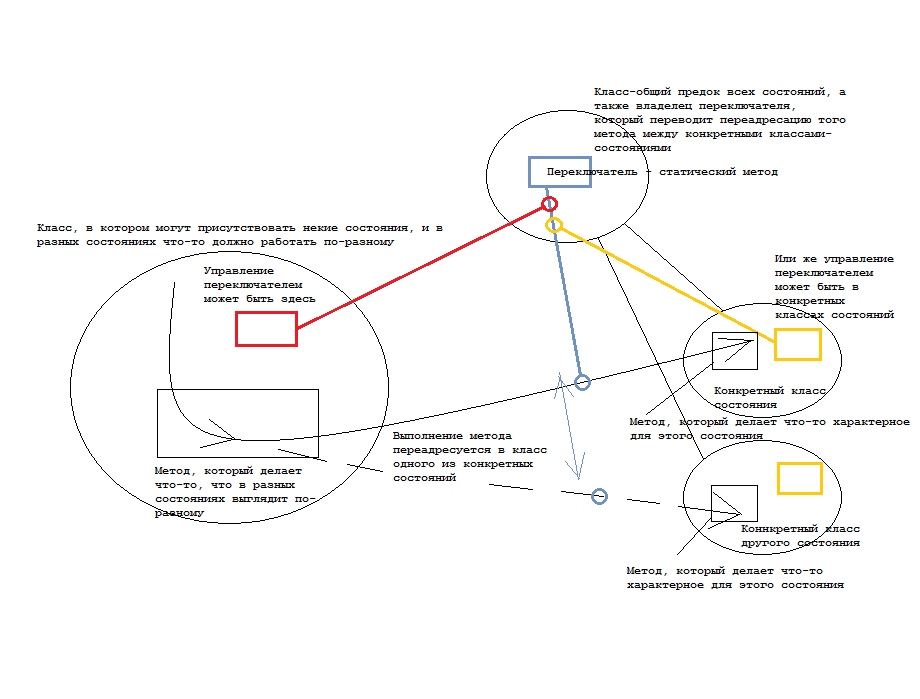 Класс-общий предок всех состояний, а
также владелец переключателя,
который переводит переадресацию того
метода между конкретными классами-
состояниями
Переключатель - статический метод
Класс, в котором могут присутствовать некие состояния, и в
разных состояниях что-то должно работать по-разному
Управление
переключателем
может быть здесь
Или же управление
переключателем
может быть в
конкретных
классах состояний
Конкретный класс
состояния
Метод, который делает что-то характерное
для этого состояния
Выполнение метода
переадресуется в класс
одного из конкретных
состояний
Метод, который делает
что-то, что в разных
состояниях выглядит по-
разному
Коннкретный класс
другого состояния
Метод, который делает что-то
характерное для этого состояния